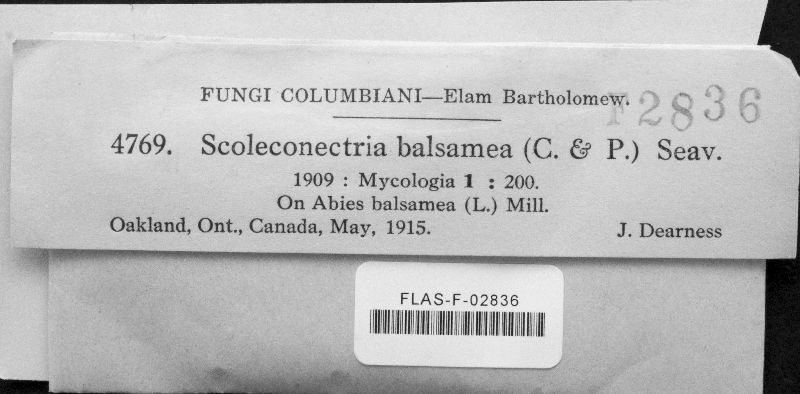 FUNGI COLUMBIANI—Elam Bartholomew.
F2836
4769. Scoleconectria balsamea (C. & P.) Seav.
1909 : Mycologia 1 : 200.
On Abies balsamea (L.) Mill.
Oakland, Ont., Canada, May, 1915. J. Dearness
FLAS-F-02836